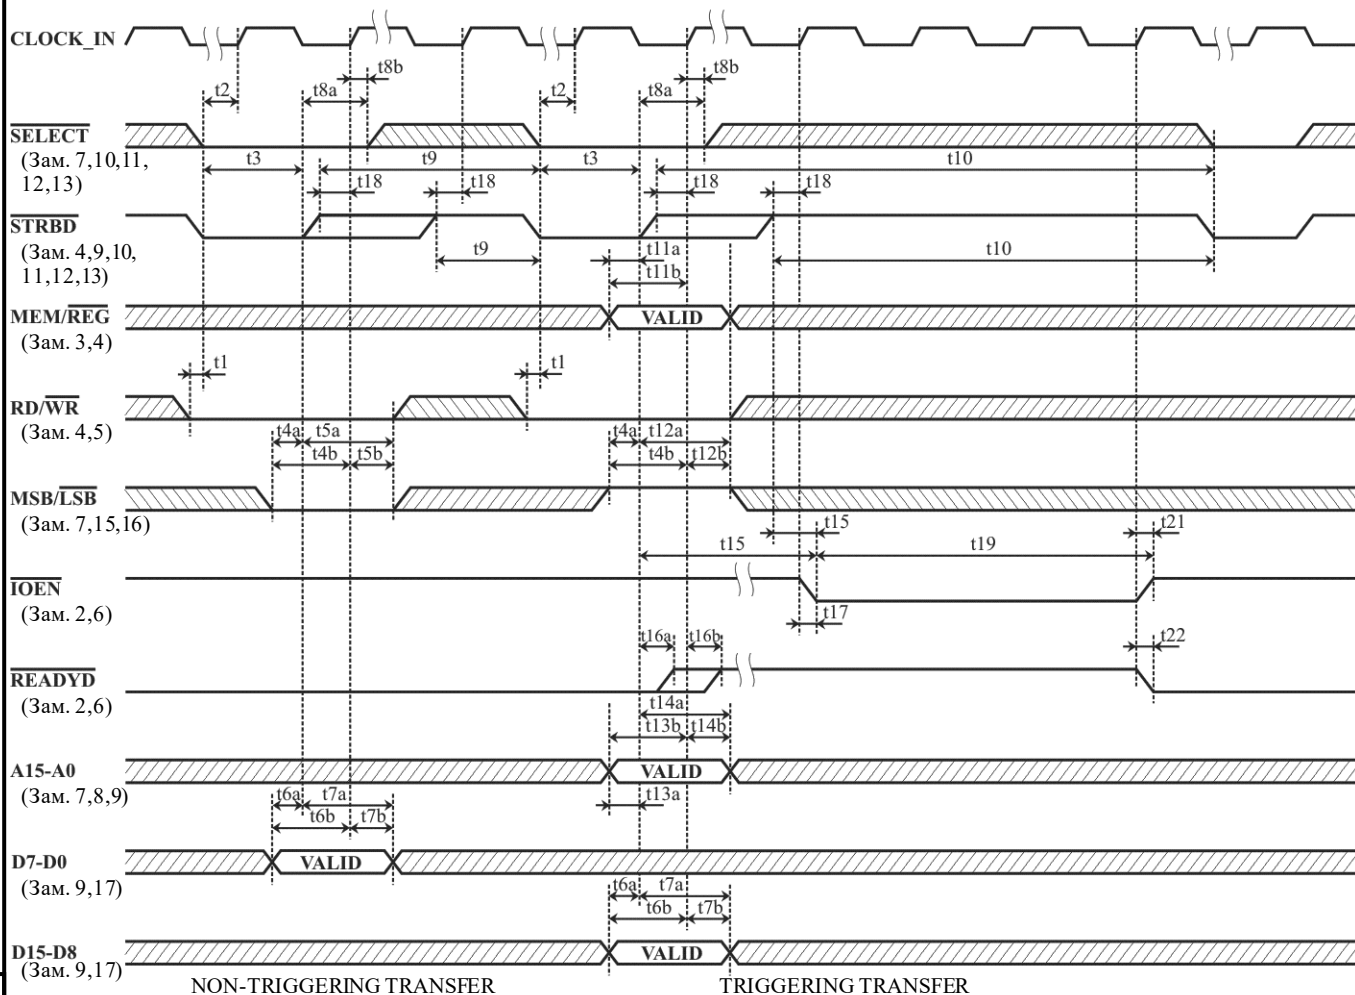 CLOCK_IN
t8b
t8b
t2
t8a
t2
t8a
SELECT
(Зам. 7,10,11,
12,13)
t3
t9
t3
t10
t18
t18
t18
t18
STRBD
(Зам. 4,9,10,
11,12,13)
t9
t11a
t10
t11b
MEM/REG
VALID
(Зам. 3,4)
t1
t1
RD/WR
(Зам. 4,5)
t4a
t5a
t4a
t12a
t4b
t5b
t4b
t12b
MSB/LSB
(Зам. 7,15,16)
t15
t21
t15
t19
IOEN
(Зам. 2,6)
t17
t16a
t16b
t22
READYD
(Зам. 2,6)
t14a
t13b
t14b
A15-A0
VALID
(Зам. 7,8,9)
t6a
t7a
t13a
t6b
t7b
D7-D0
VALID
(Зам. 9,17)
t6a
t7a
t6b
t7b
D15-D8
VALID
(Зам. 9,17)
NON-TRIGGERING TRANSFER
TRIGGERING TRANSFER